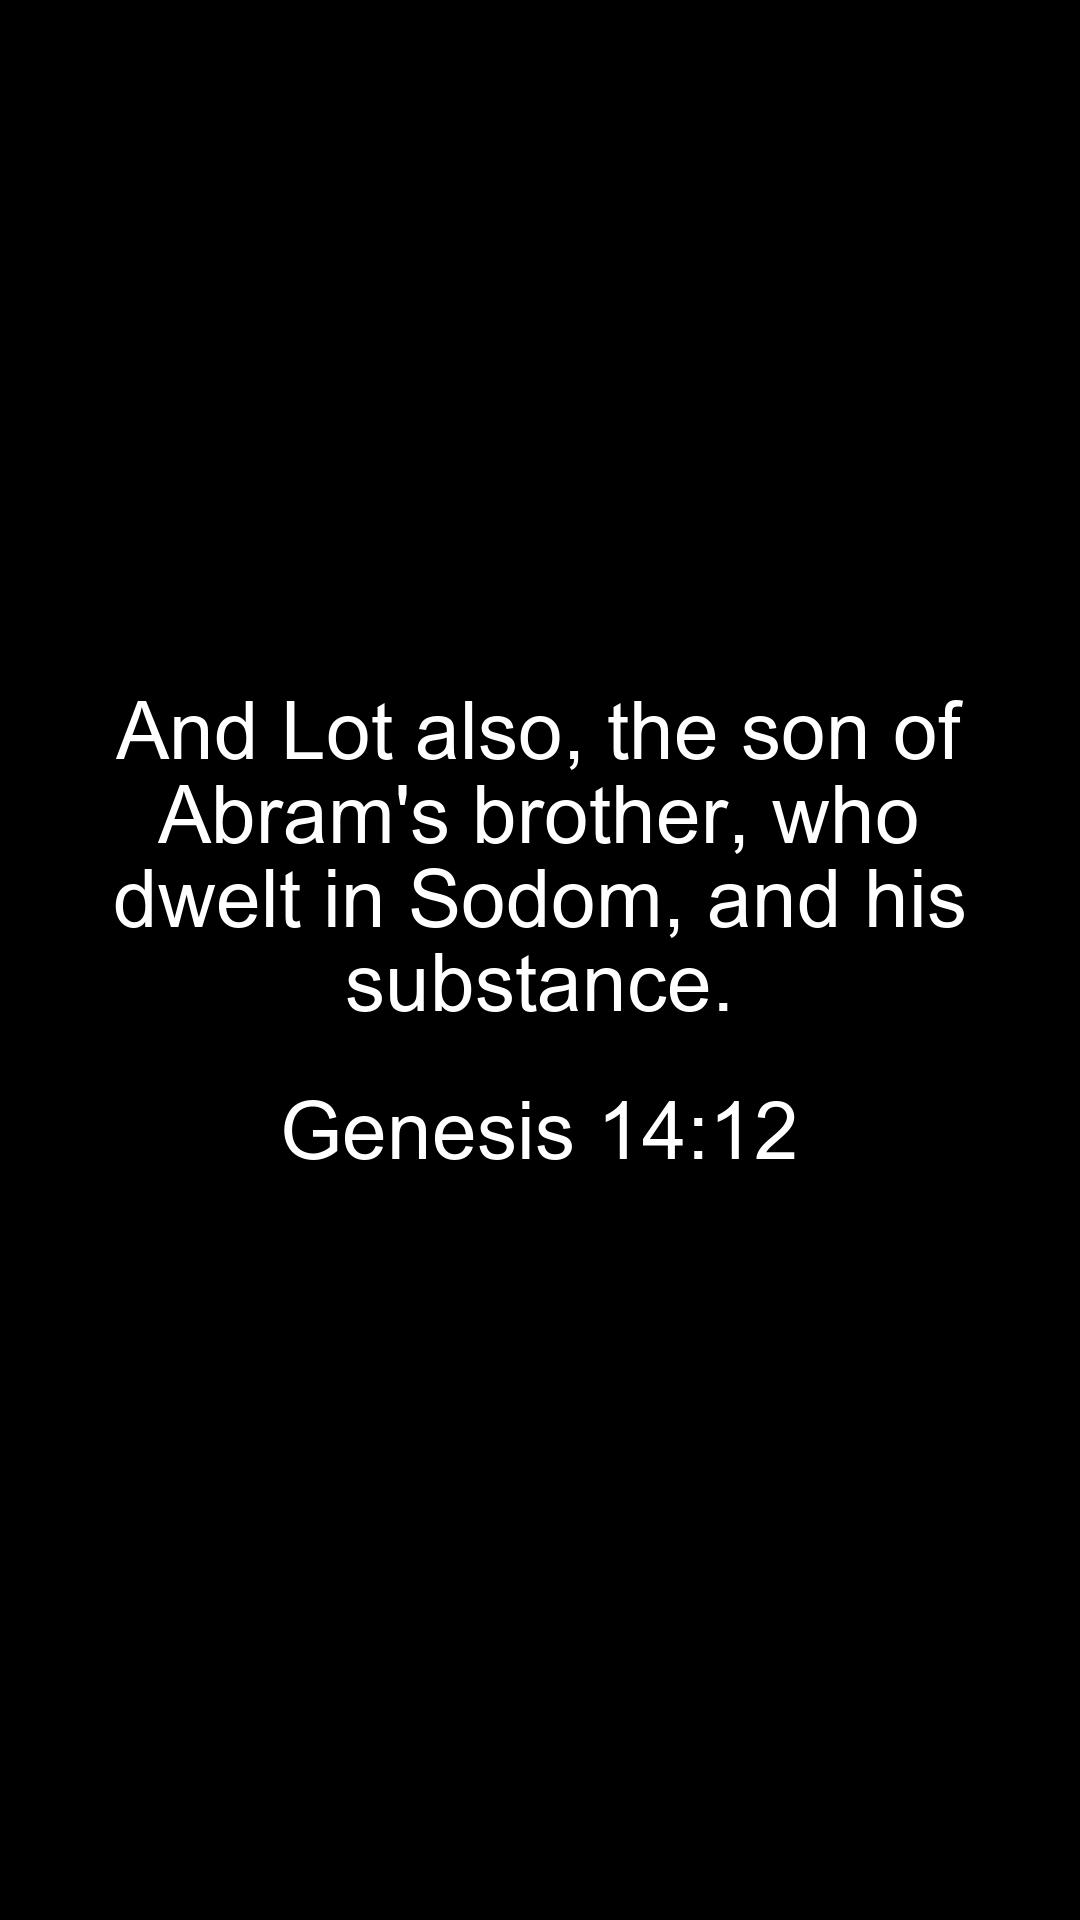 And Lot also, the son of
Abram's brother, who
dwelt in Sodom, and his
substance.
Genesis 14:12